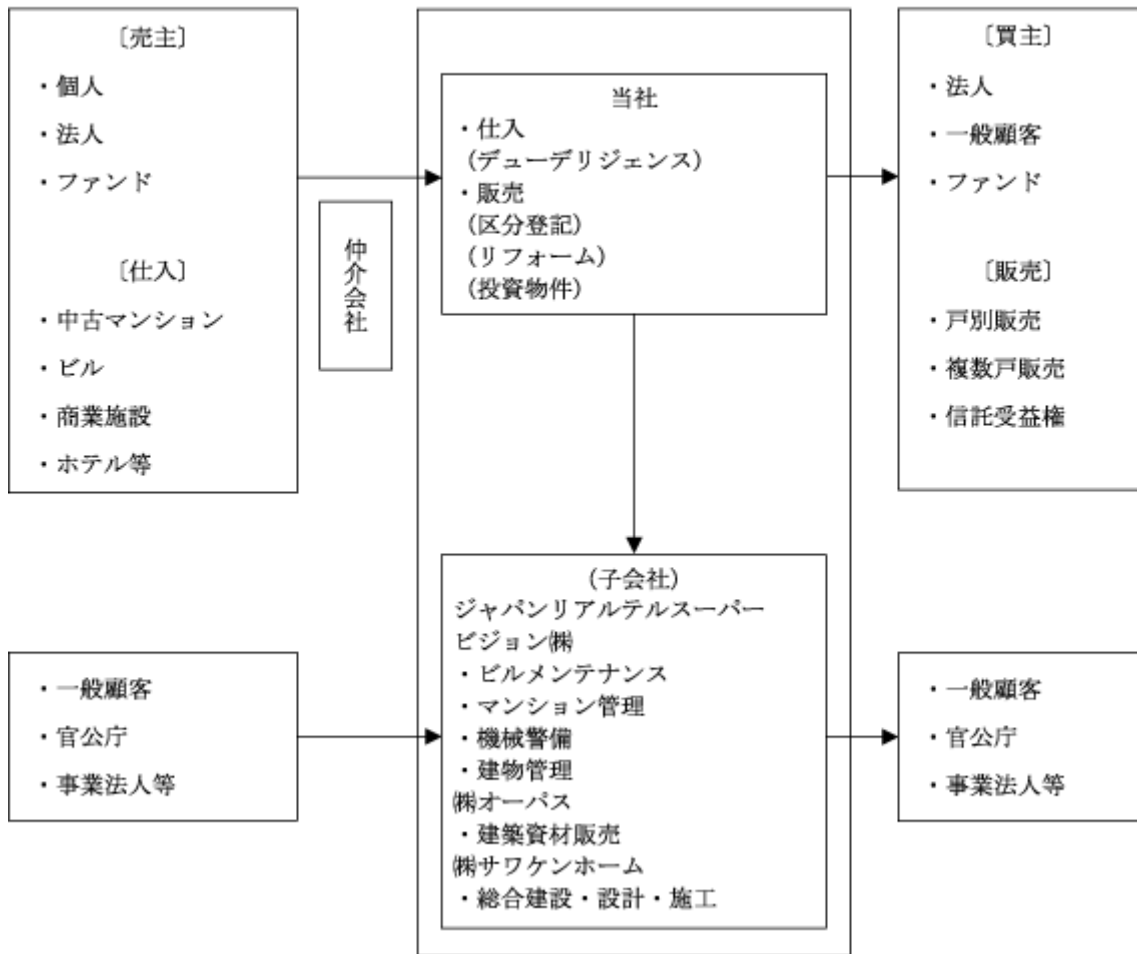 〔売主〕
・個人
・法人
・ファンド
〔仕入〕
・中古マンション
・ビル
・商業施設
・ホテル等
仲介会社
当社
・仕入
(デューデリジェンス)
・販売
(区分登記)
(リフォーム)
(投資物件)
〔買主〕
・法人
・一般顧客
・ファンド
〔販売〕
・戸別販売
・複数戸販売
・信託受益権
・一般顧客
・官公庁
・事業法人等
(子会社)
ジャパンリアルテルスーパー
ビジョン㈱
・ビルメンテナンス
・マンション管理
・機械警備
・建物管理
㈱オーパス
・建築資材販売
㈱サワケンホーム
・総合建設・設計・施工
・一般顧客
・官公庁
・事業法人等